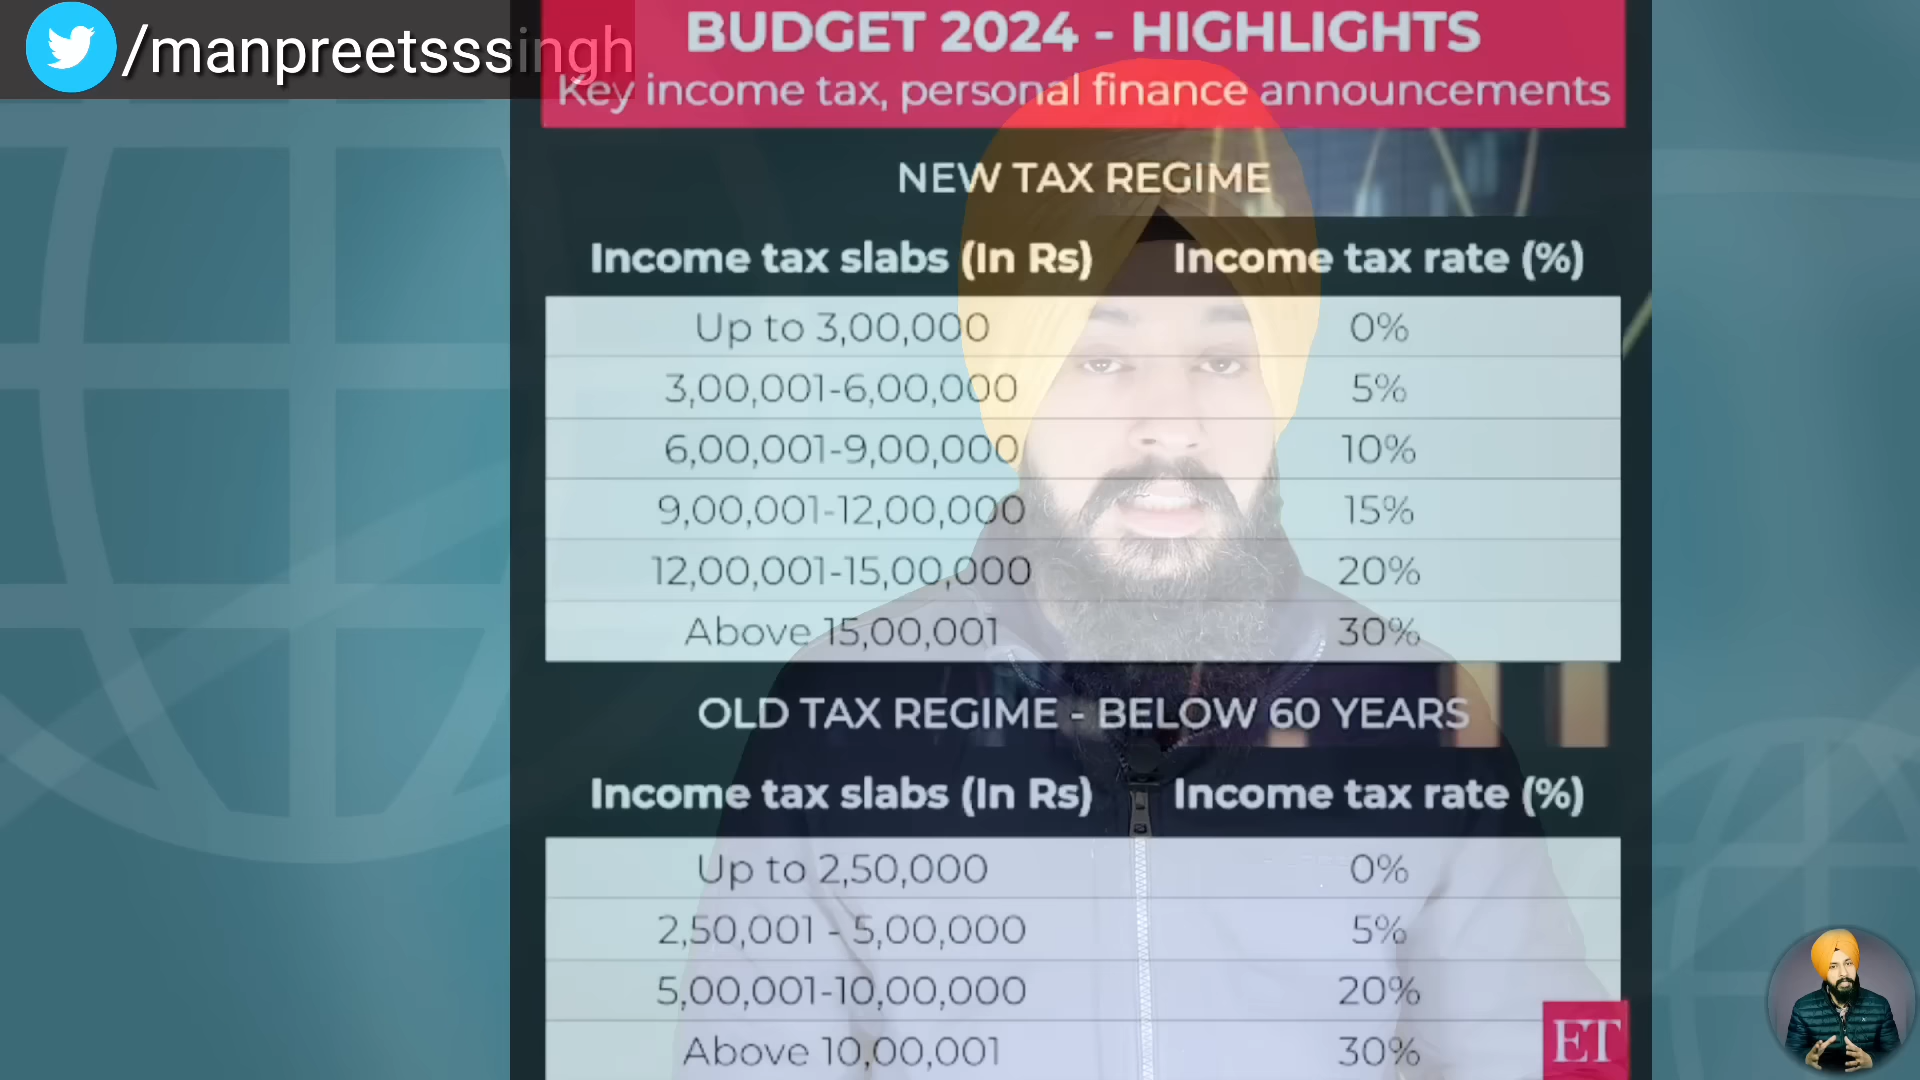 /manpreetsssingh
BUDGET 2024 - HIGHLIGHTS
Key income tax, personal finance announcements
NEW TAX REGIME
Income tax slabs (In Rs) Income tax rate (%)
Up to 3,00,000 0%
3,00,001-6,00,000 5%
6,00,001-9,00,000 10%
9,00,001-12,00,000 15%
12,00,001-15,00,000 20%
Above 15,00,001 30%
OLD TAX REGIME - BELOW 60 YEARS
Income tax slabs (In Rs) Income tax rate (%)
Up to 2,50,000 0%
2,50,001 - 5,00,000 5%
5,00,001-10,00,000 20%
Above 10,00,001 30%
ET